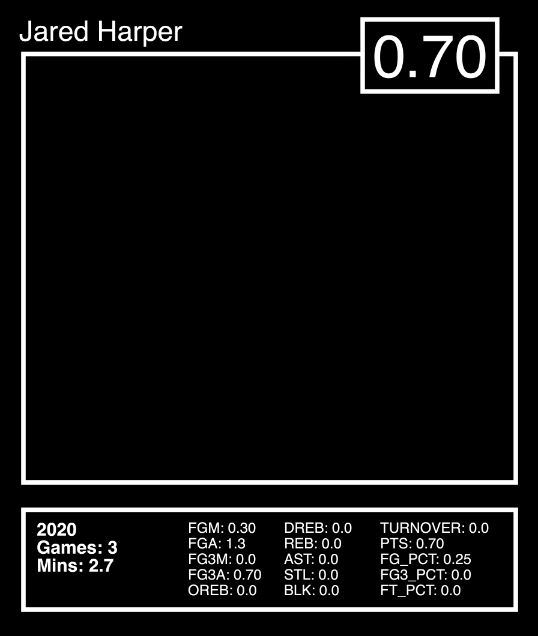 Jared Harper
0.70
2020
Games: 3
Mins: 2.7
FGM: 0.30
FGA: 1.3
FG3M: 0.0
FG3A: 0.70
OREB: 0.0
DREB: 0.0
REB: 0.0
AST: 0.0
STL: 0.0
BLK: 0.0
TURNOVER: 0.0
PTS: 0.70
FG_PCT: 0.25
FG3_PCT: 0.0
FT_PCT: 0.0